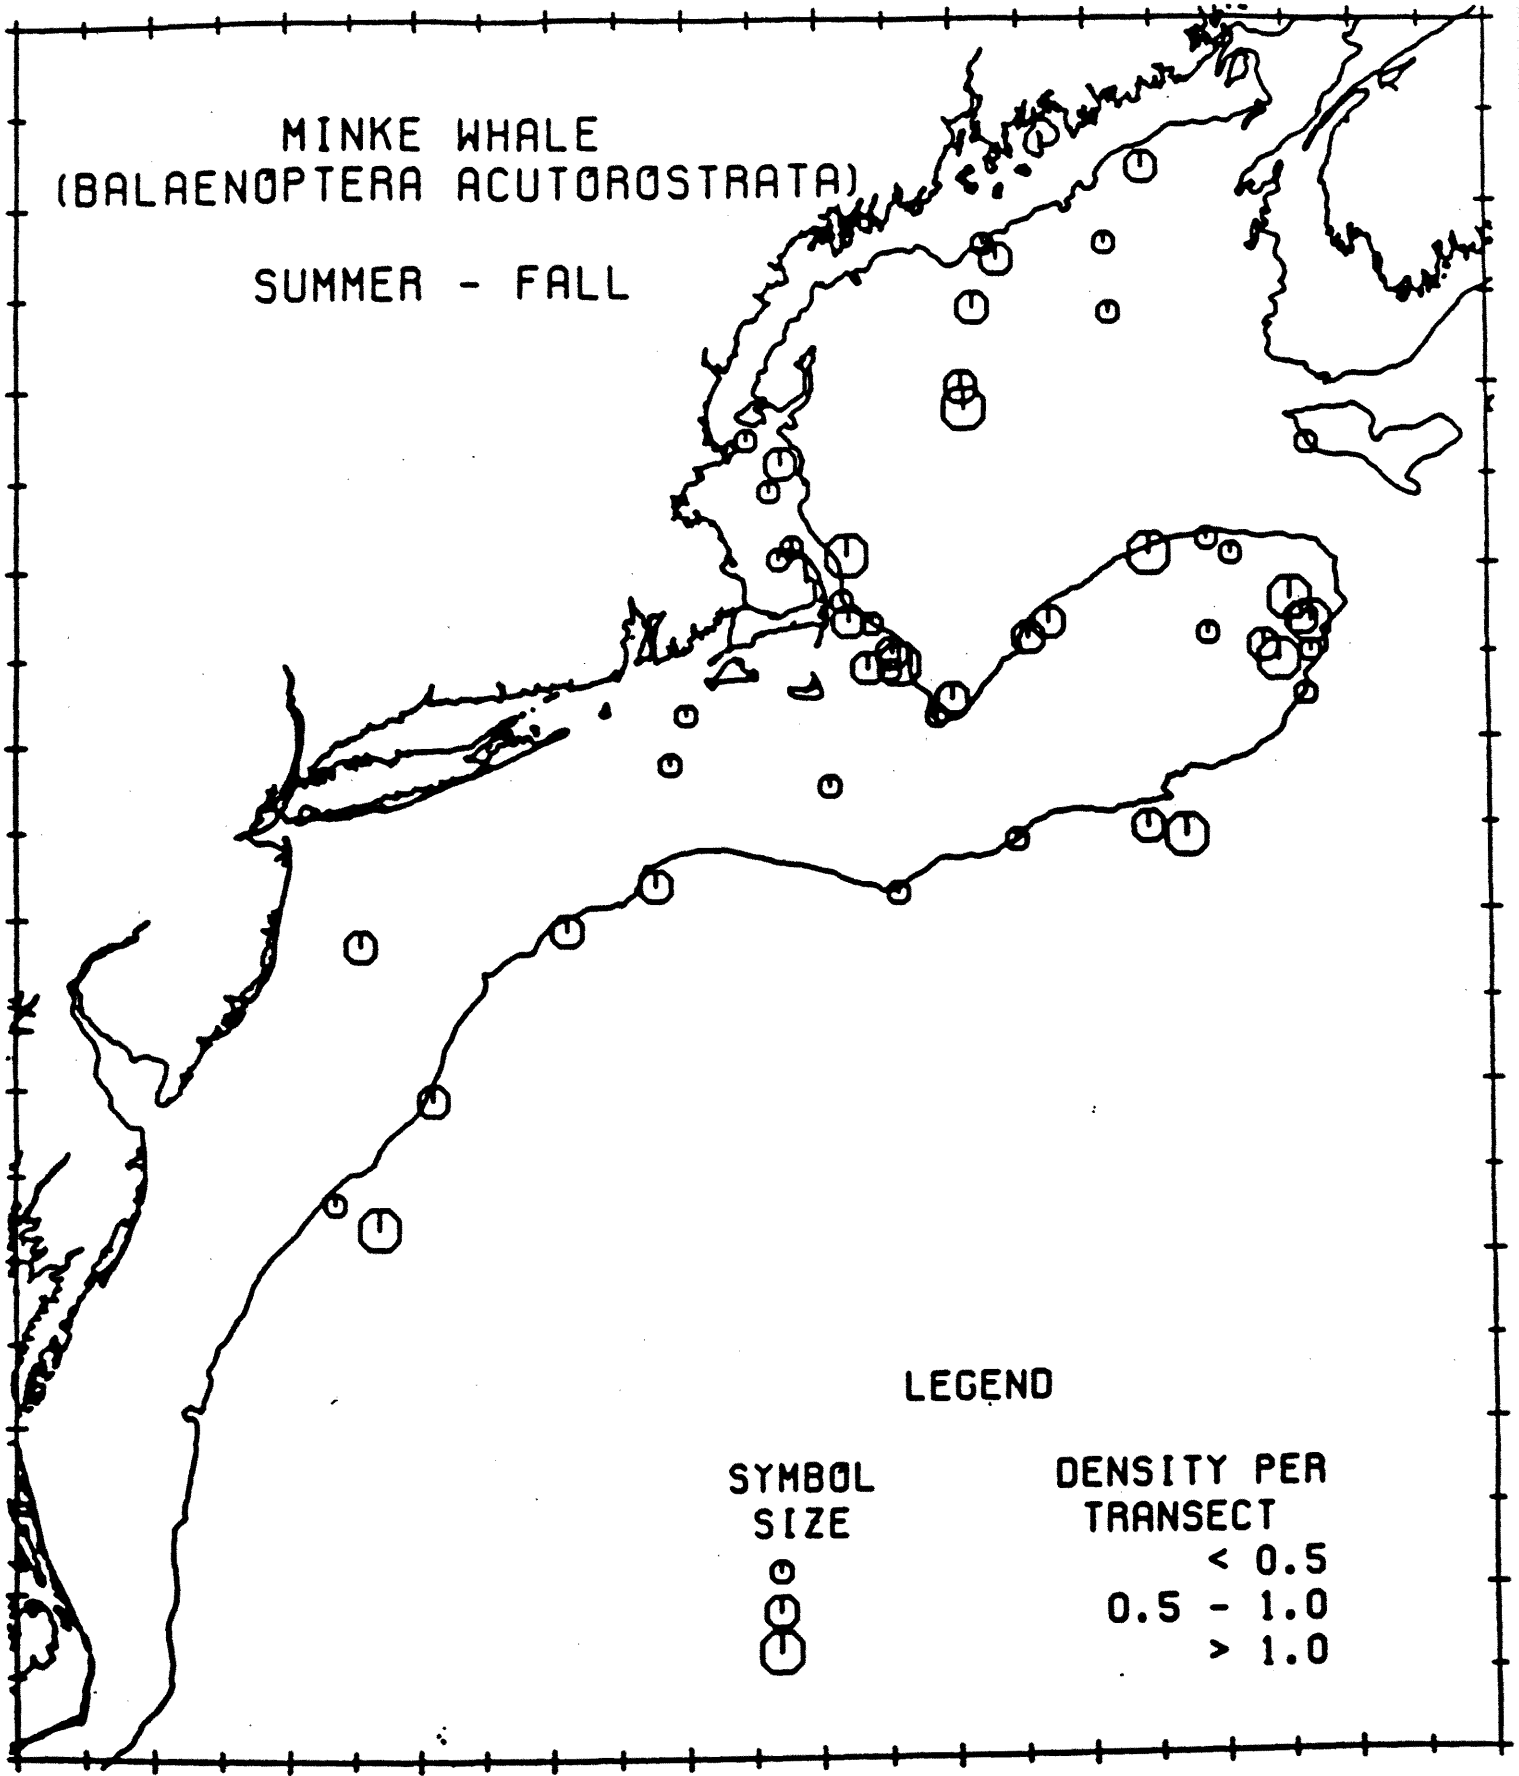 MINKE WHALE
(BALAENOPTERA ACUTOROSTRATA)
SUMMER - FALL
LEGEND
SYMBOL SIZE
DENSITY PER TRANSECT
< 0.5
0.5 - 1.0
> 1.0